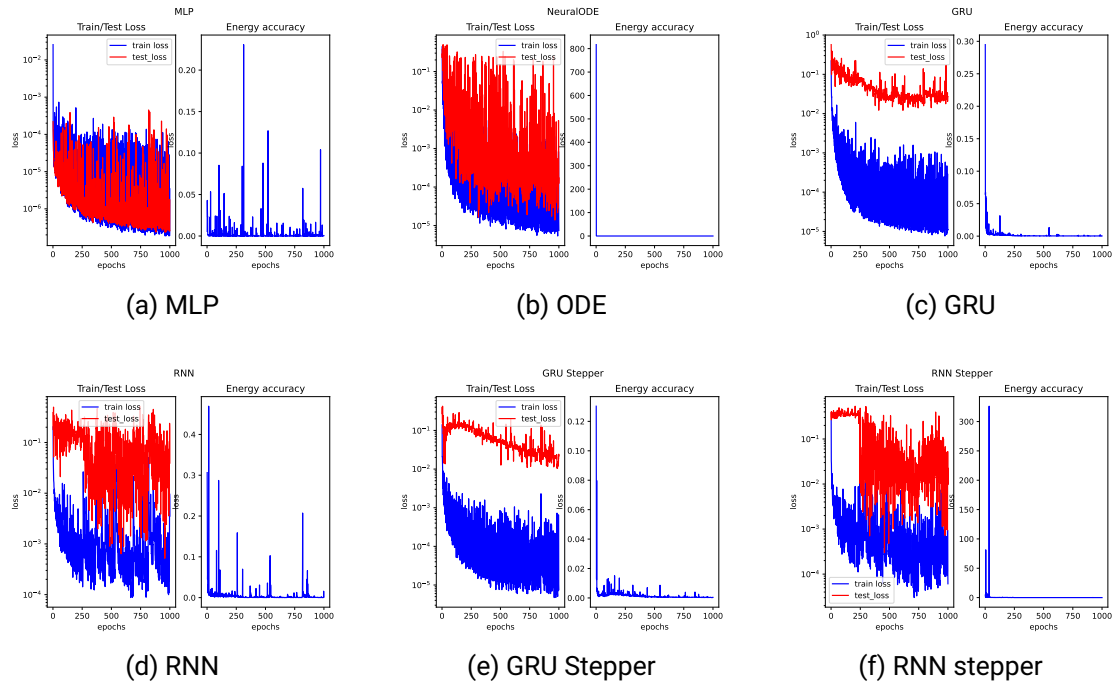 MLP
Train/Test Loss
Energy accuracy
train loss
test_loss
10⁻²
10⁻³
10⁻⁴
10⁻⁵
10⁻⁶
loss
0 250 500 750 1000
epochs
0.20
0.15
0.10
0.05
0.00
loss
0 250 500 750 1000
epochs
(a) MLP
NeuralODE
Train/Test Loss
Energy accuracy
train loss
test_loss
10⁻¹
10⁻²
10⁻³
10⁻⁴
10⁻⁵
loss
0 250 500 750 1000
epochs
800
700
600
500
400
300
200
100
0
loss
0 250 500 750 1000
epochs
(b) ODE
GRU
Train/Test Loss
Energy accuracy
train loss
test_loss
10⁰
10⁻¹
10⁻²
10⁻³
10⁻⁴
10⁻⁵
loss
0 250 500 750 1000
epochs
0.30
0.25
0.20
0.15
0.10
0.05
0.00
loss
0 250 500 750 1000
epochs
(c) GRU
RNN
Train/Test Loss
Energy accuracy
train loss
test_loss
10⁻¹
10⁻²
10⁻³
10⁻⁴
loss
0 250 500 750 1000
epochs
0.4
0.3
0.2
0.1
0.0
loss
0 250 500 750 1000
epochs
(d) RNN
GRU Stepper
Train/Test Loss
Energy accuracy
train loss
test_loss
10⁻¹
10⁻²
10⁻³
10⁻⁴
10⁻⁵
loss
0 250 500 750 1000
epochs
0.12
0.10
0.08
0.06
0.04
0.02
0.00
loss
0 250 500 750 1000
epochs
(e) GRU Stepper
RNN Stepper
Train/Test Loss
Energy accuracy
train loss
test_loss
10⁻¹
10⁻²
10⁻³
10⁻⁴
loss
0 250 500 750 1000
epochs
300
250
200
150
100
50
0
loss
0 250 500 750 1000
epochs
(f) RNN stepper